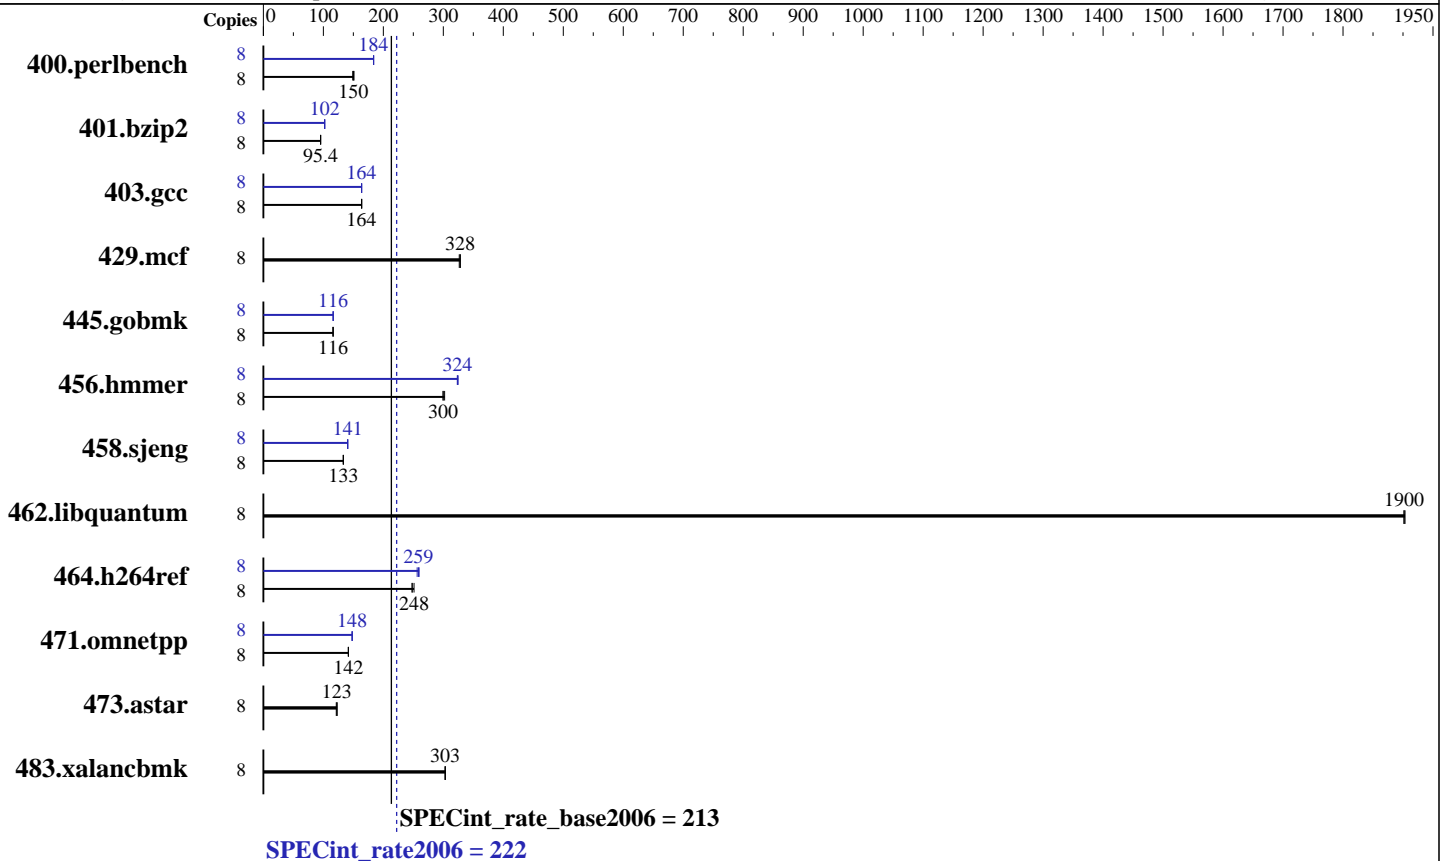 Copies 0 100 200 300 400 500 600 700 800 900 1000 1100 1200 1300 1400 1500 1600 1700 1800 1950
400.perlbench 8 184
8 150
401.bzip2 8 102
8 95.4
403.gcc 8 164
8 164
429.mcf 8 328
445.gobmk 8 116
8 116
456.hmmer 8 324
8 300
458.sjeng 8 141
8 133
462.libquantum 8 1900
464.h264ref 8 259
8 248
471.omnetpp 8 148
8 142
473.astar 8 123
483.xalancbmk 8 303
SPECint_rate_base2006 = 213
SPECint_rate2006 = 222